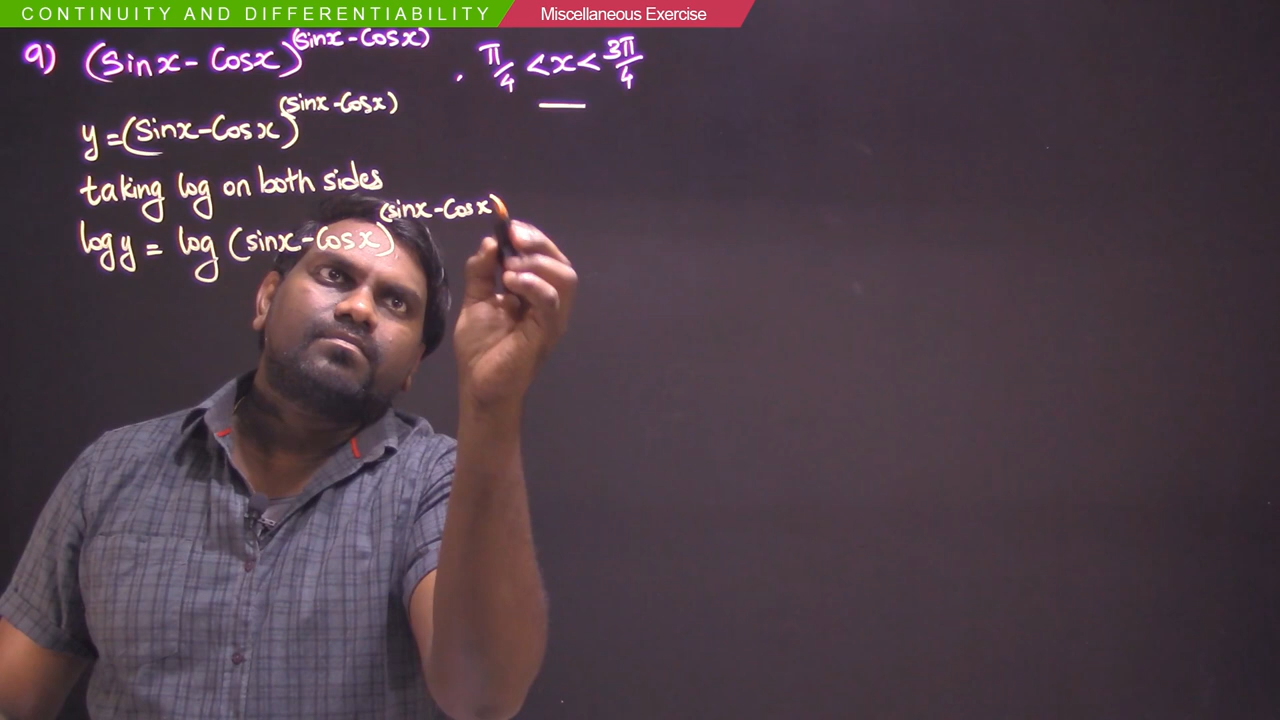 CONTINUITY AND DIFFERENTIABILITY Miscellaneous Exercise
9) (Sinx - Cosx)^(sinx - Cosx) , π/4 < x < 3π/4
y = (Sinx - Cosx)^(sinx - Cosx)
taking log on both sides
log y = log (sinx - Cosx)^(sinx - Cosx)